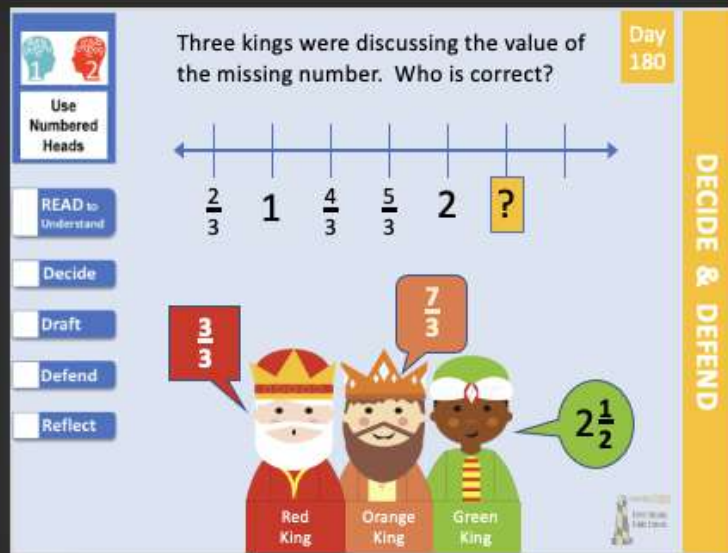 Three kings were discussing the value of
the missing number. Who is correct?
Day
180
1 2
Use
Numbered
Heads
READ to
Understand
Decide
Draft
Defend
Reflect
2/3 1 4/3 5/3 2 ?
3/3
7/3
2 1/2
Red
King
Orange
King
Green
King
DECIDE & DEFEND